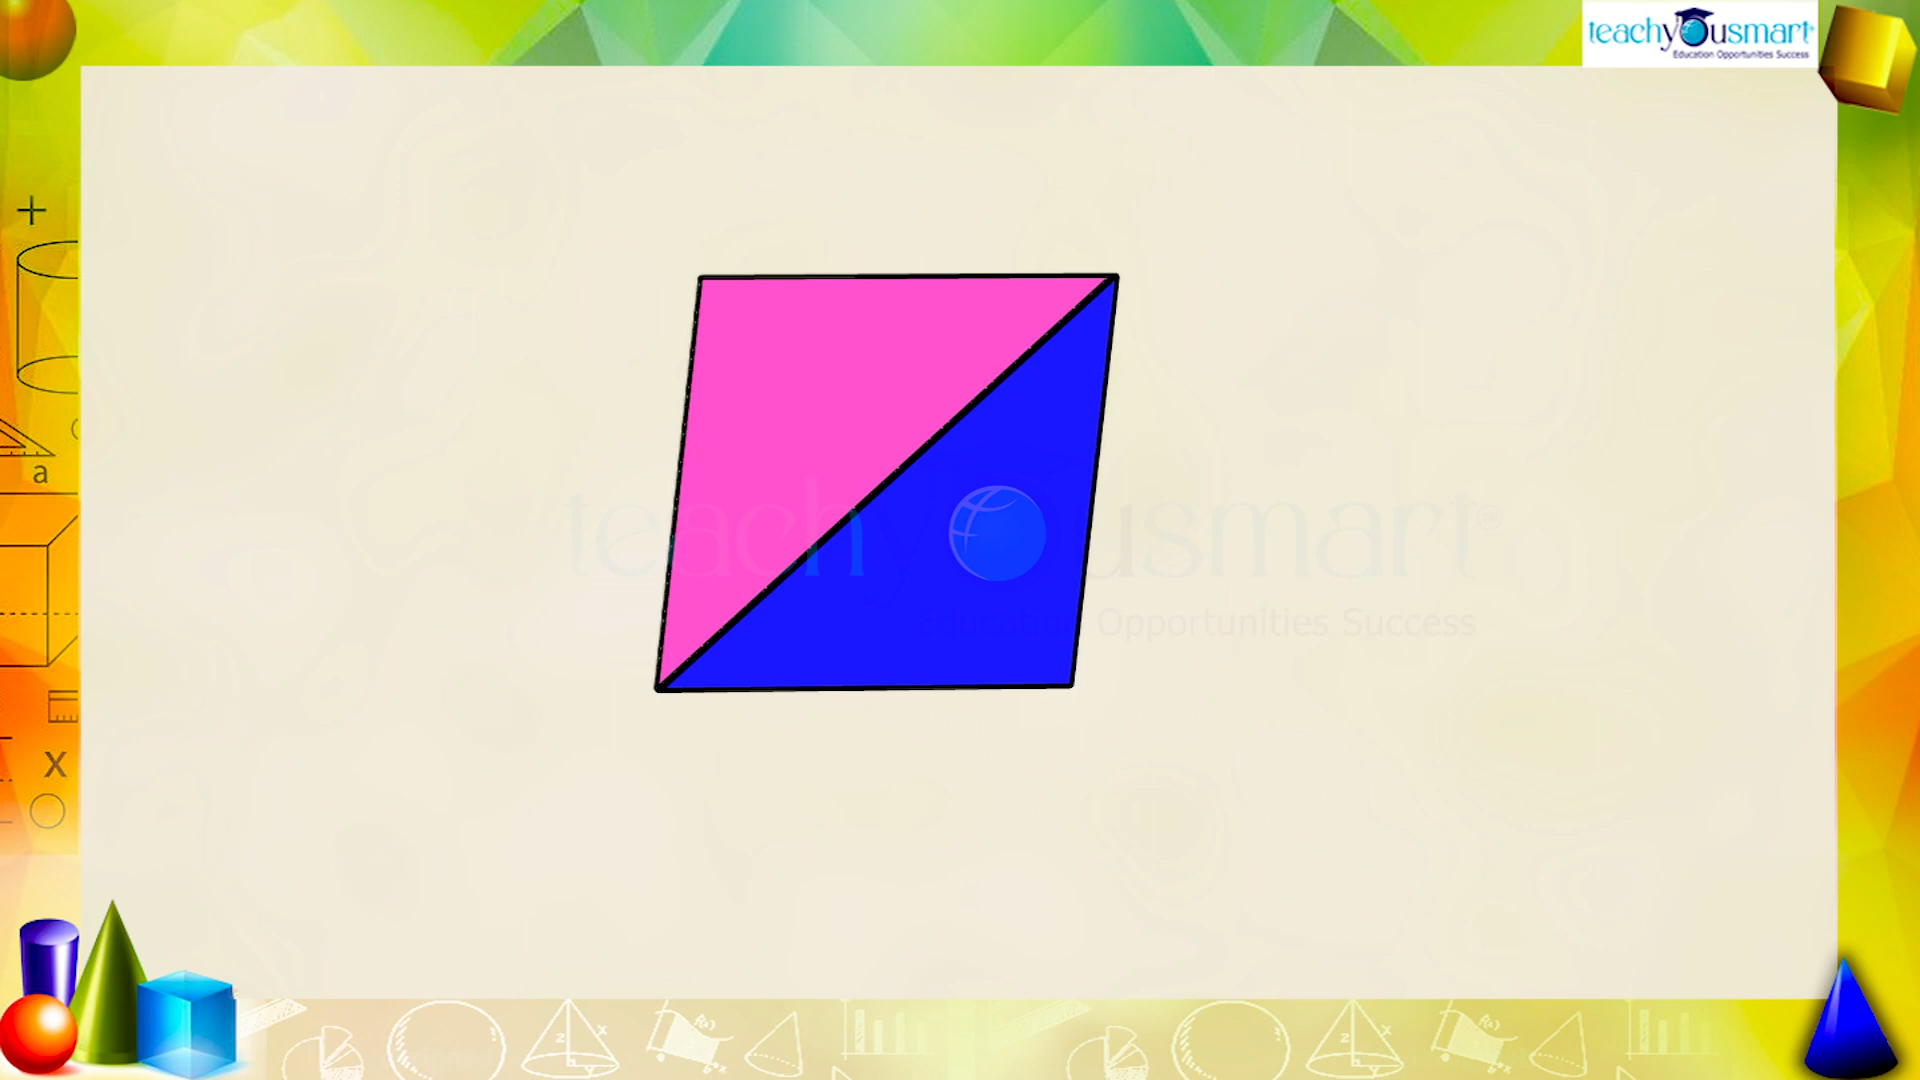 teachyousmart
Education Opportunities Success
+
a
x
teachyousmart
Education Opportunities Success